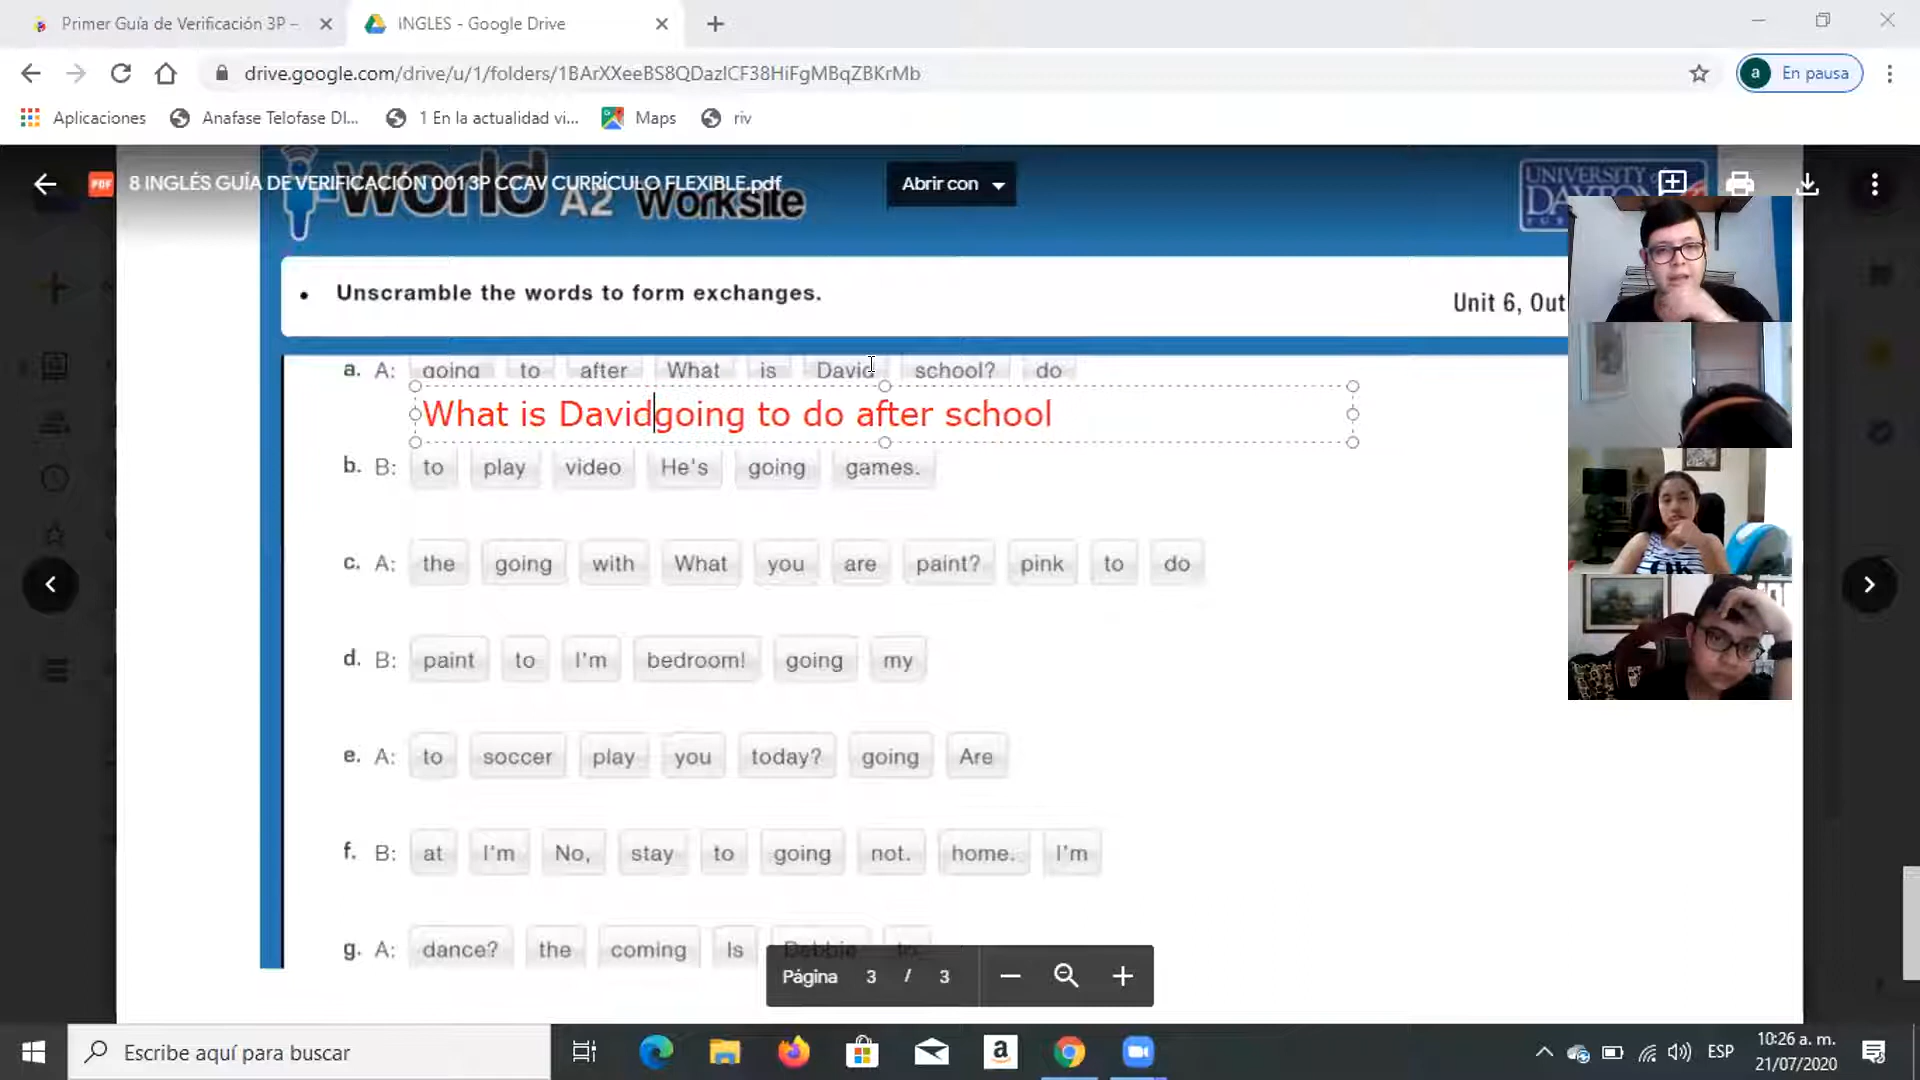 Primer Guía de Verificación 3P –
INGLES - Google Drive
drive.google.com/drive/u/1/folders/1BArXXeeBS8QDazlCF38HiFgMBqZBKrMb
a
En pausa
Aplicaciones
Anafase Telofase DI...
1 En la actualidad vi...
Maps
riv
PDF
8 INGLÉS GUÍA DE VERIFICACIÓN 001 3P CCAV CURRÍCULO FLEXIBLE.pdf
Abrir con
world A2 Worksite
UNIVERSITY
Unscramble the words to form exchanges.
Unit 6, Out
a. A: going to after What is David school? do
What is Davidgoing to do after school
b. B: to play video He's going games.
c. A: the going with What you are paint? pink to do
d. B: paint to I'm bedroom! going my
e. A: to soccer play you today? going Are
f. B: at I'm No, stay to going not. home. I'm
g. A: dance? the coming Is Debbie to
Página 3 / 3
Escribe aquí para buscar
a
ESP
10:26 a. m.
21/07/2020